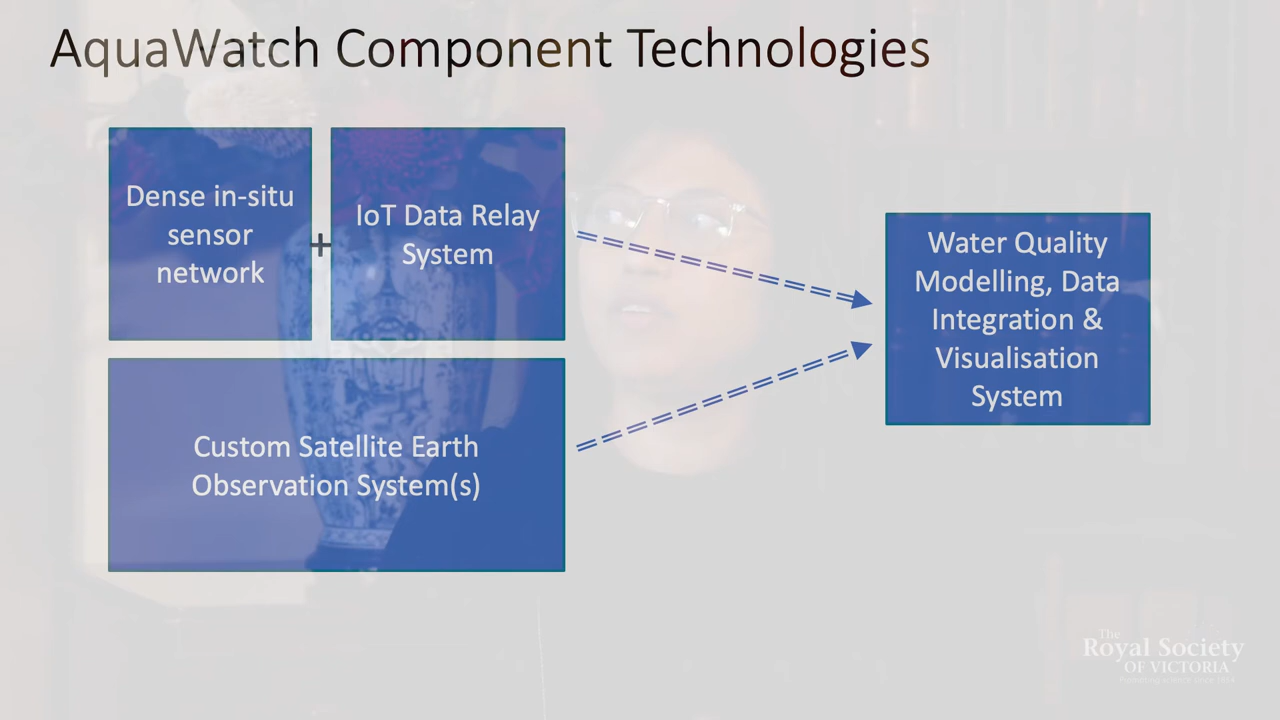 AquaWatch Component Technologies
Dense in-situ
sensor
network
+
IoT Data Relay
System
Water Quality
Modelling, Data
Integration &
Visualisation
System
Custom Satellite Earth
Observation System(s)
The
Royal Society
OF VICTORIA